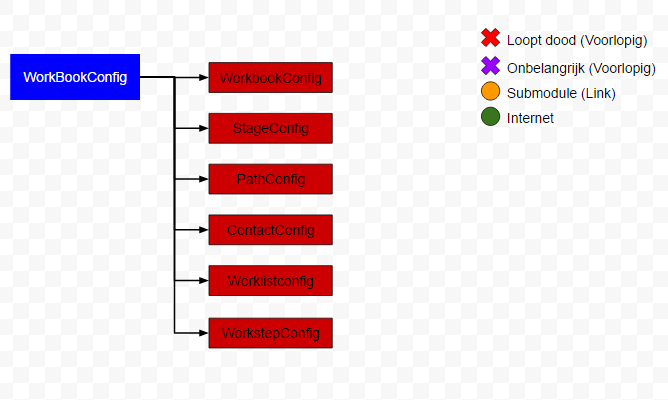 WorkBookConfig
WorkbookConfig
StageConfig
PathConfig
ContactConfig
Worklistconfig
WorkstepConfig
Loopt dood (Voorlopig)
Onbelangrijk (Voorlopig)
Submodule (Link)
Internet